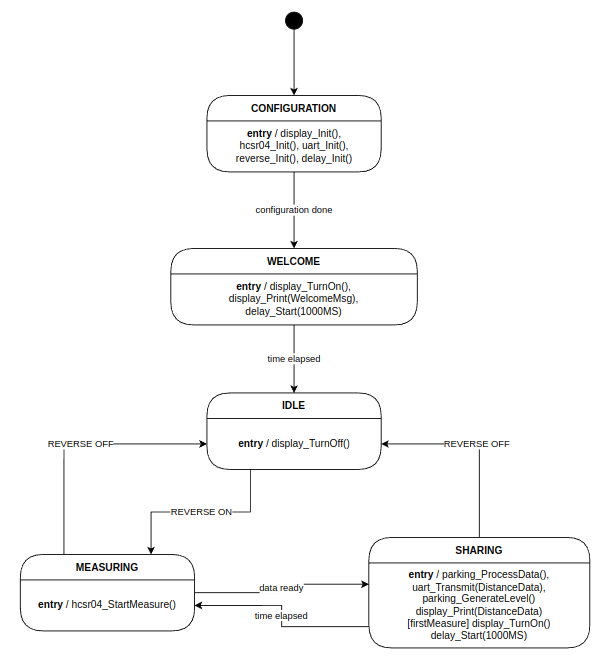 CONFIGURATION
entry / display_Init(),
hcsr04_Init(), uart_Init(),
reverse_Init(), delay_Init()
configuration done
WELCOME
entry / display_TurnOn(),
display_Print(WelcomeMsg),
delay_Start(1000MS)
time elapsed
IDLE
entry / display_TurnOff()
REVERSE OFF
REVERSE OFF
REVERSE ON
MEASURING
entry / hcsr04_StartMeasure()
data ready
time elapsed
SHARING
entry / parking_ProcessData(),
uart_Transmit(DistanceData),
parking_GenerateLevel()
display_Print(DistanceData)
[firstMeasure] display_TurnOn()
delay_Start(1000MS)